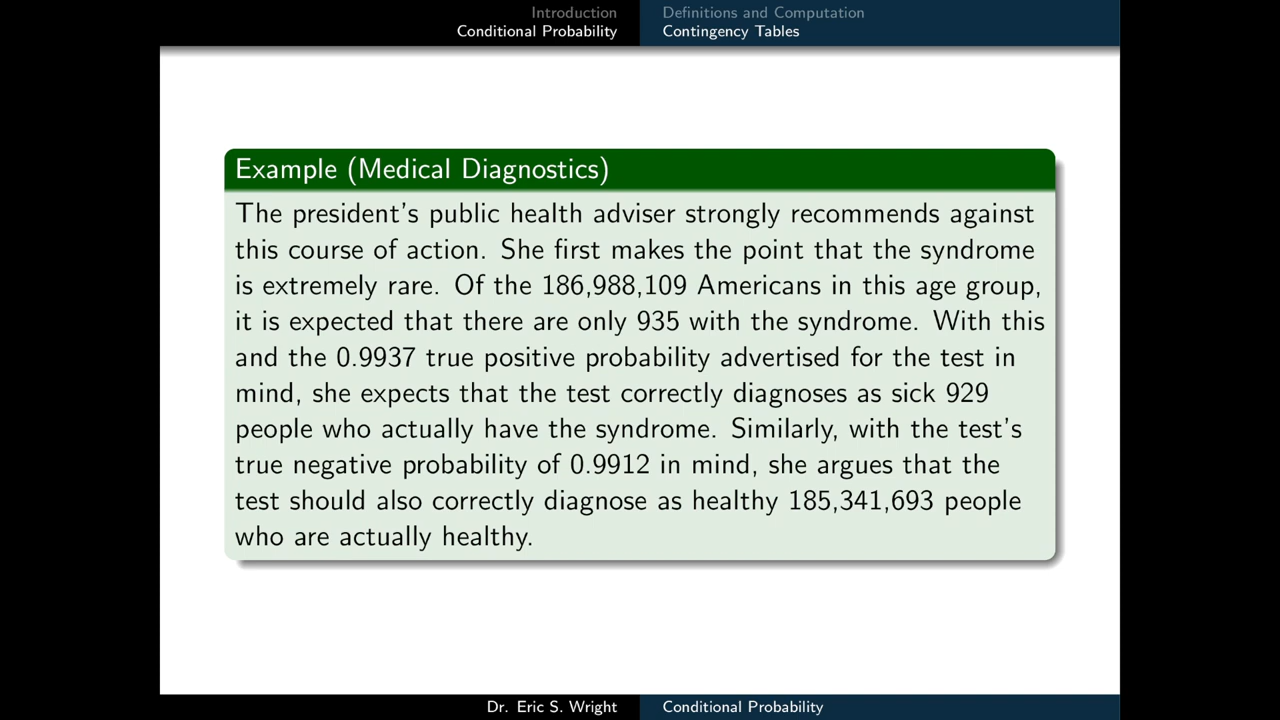 Introduction
Conditional Probability
Definitions and Computation
Contingency Tables
Example (Medical Diagnostics)
The president's public health adviser strongly recommends against
this course of action. She first makes the point that the syndrome
is extremely rare. Of the 186,988,109 Americans in this age group,
it is expected that there are only 935 with the syndrome. With this
and the 0.9937 true positive probability advertised for the test in
mind, she expects that the test correctly diagnoses as sick 929
people who actually have the syndrome. Similarly, with the test's
true negative probability of 0.9912 in mind, she argues that the
test should also correctly diagnose as healthy 185,341,693 people
who are actually healthy.
Dr. Eric S. Wright
Conditional Probability